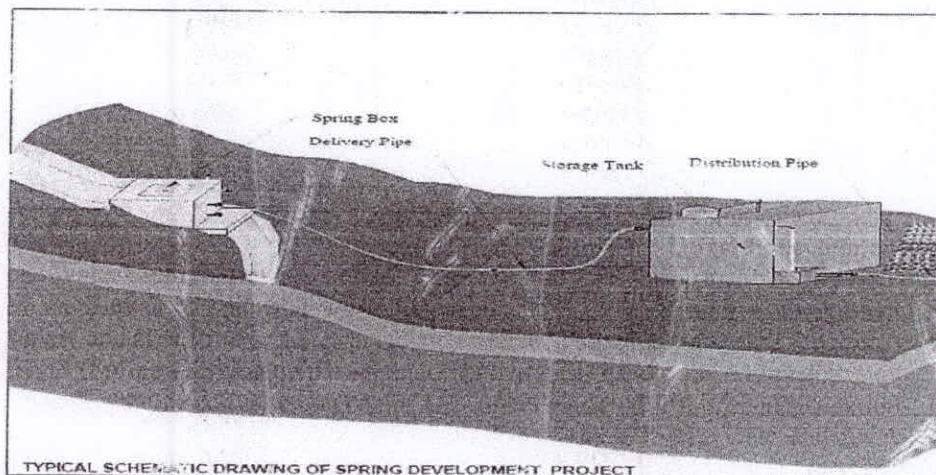 Spring Box
Delivery Pipe
Storage Tank
Distribution Pipe
TYPICAL SCHEMATIC DRAWING OF SPRING DEVELOPMENT PROJECT